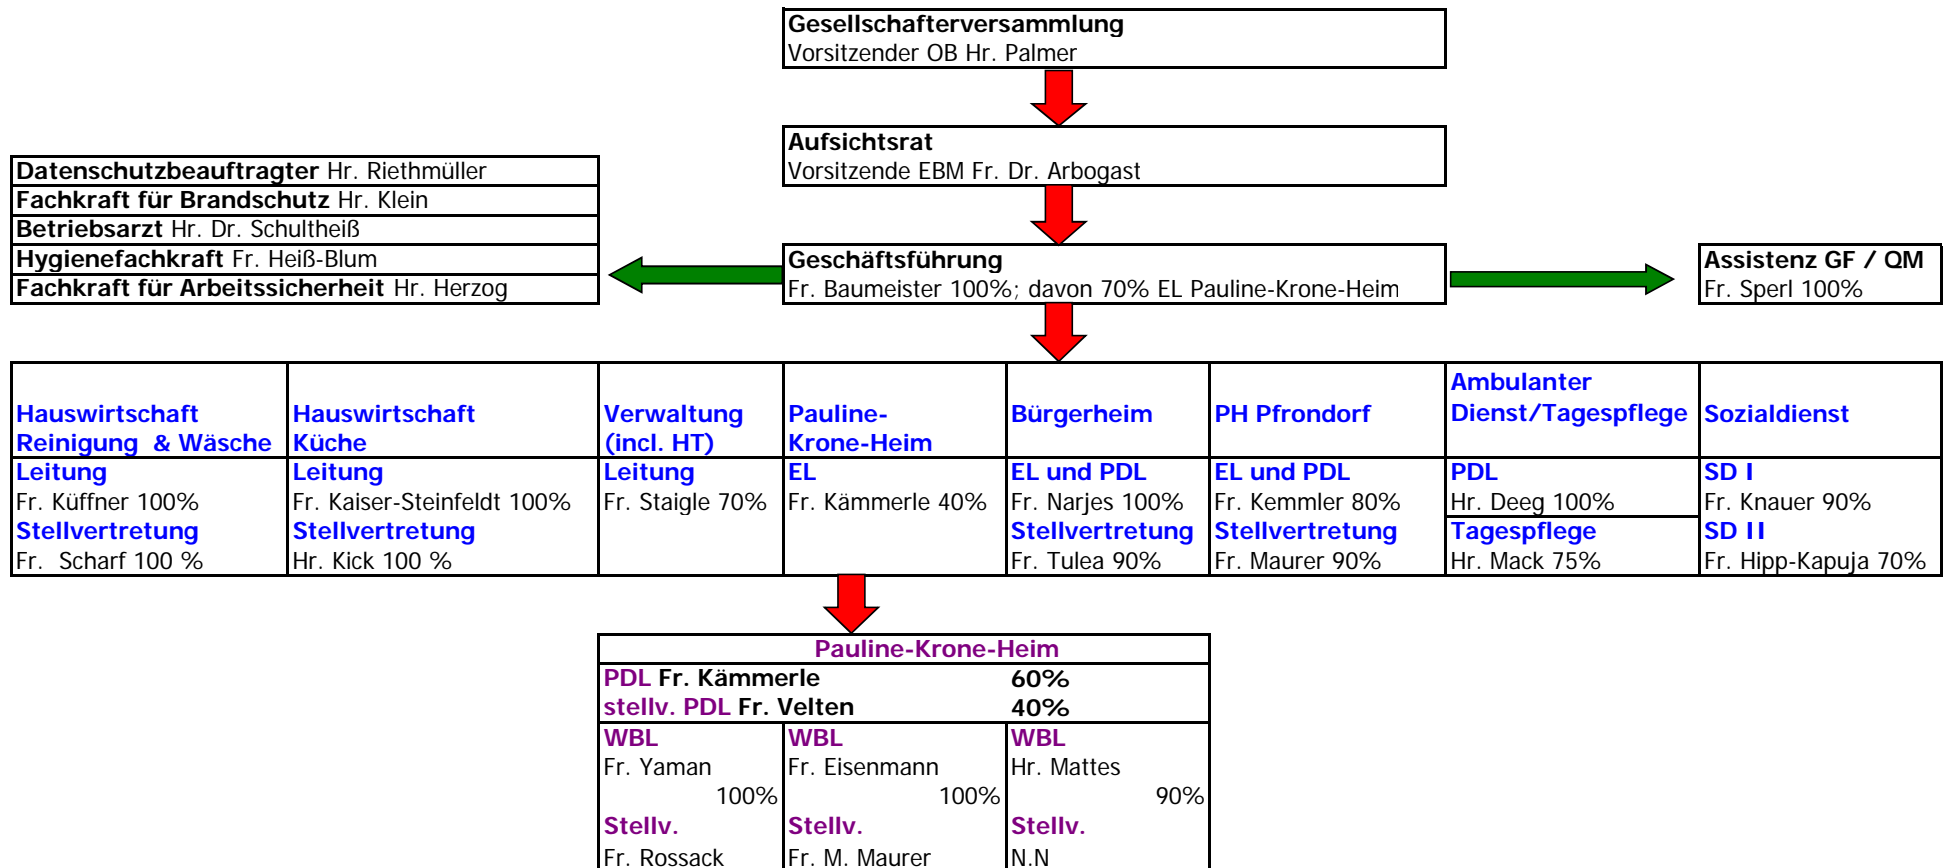 Gesellschafterversammlung
Vorsitzender OB Hr. Palmer
Aufsichtsrat
Vorsitzende EBM Fr. Dr. Arbogast
Datenschutzbeauftragter Hr. Riethmüller
Fachkraft für Brandschutz Hr. Klein
Betriebsarzt Hr. Dr. Schultheiß
Hygienefachkraft Fr. Heiß-Blum
Fachkraft für Arbeitssicherheit Hr. Herzog
Geschäftsführung
Fr. Baumeister 100%; davon 70% EL Pauline-Krone-Heim
Assistenz GF / QM
Fr. Sperl 100%
Hauswirtschaft
Reinigung & Wäsche
Leitung
Fr. Küffner 100%
Stellvertretung
Fr. Scharf 100 %
Hauswirtschaft
Küche
Leitung
Fr. Kaiser-Steinfeldt 100%
Stellvertretung
Hr. Kick 100 %
Verwaltung
(incl. HT)
Leitung
Fr. Staigle 70%
Pauline-
Krone-Heim
EL
Fr. Kämmerle 40%
Bürgerheim
EL und PDL
Fr. Narjes 100%
Stellvertretung
Fr. Tulea 90%
PH Pfrondorf
EL und PDL
Fr. Kemmler 80%
Stellvertretung
Fr. Maurer 90%
Ambulanter
Dienst/Tagespflege
PDL
Hr. Deeg 100%
Tagespflege
Hr. Mack 75%
Sozialdienst
SD I
Fr. Knauer 90%
SD II
Fr. Hipp-Kapuja 70%
Pauline-Krone-Heim
PDL Fr. Kämmerle 60%
stellv. PDL Fr. Velten 40%
WBL
Fr. Yaman
100%
Stellv.
Fr. Rossack
WBL
Fr. Eisenmann
100%
Stellv.
Fr. M. Maurer
WBL
Hr. Mattes
90%
Stellv.
N.N